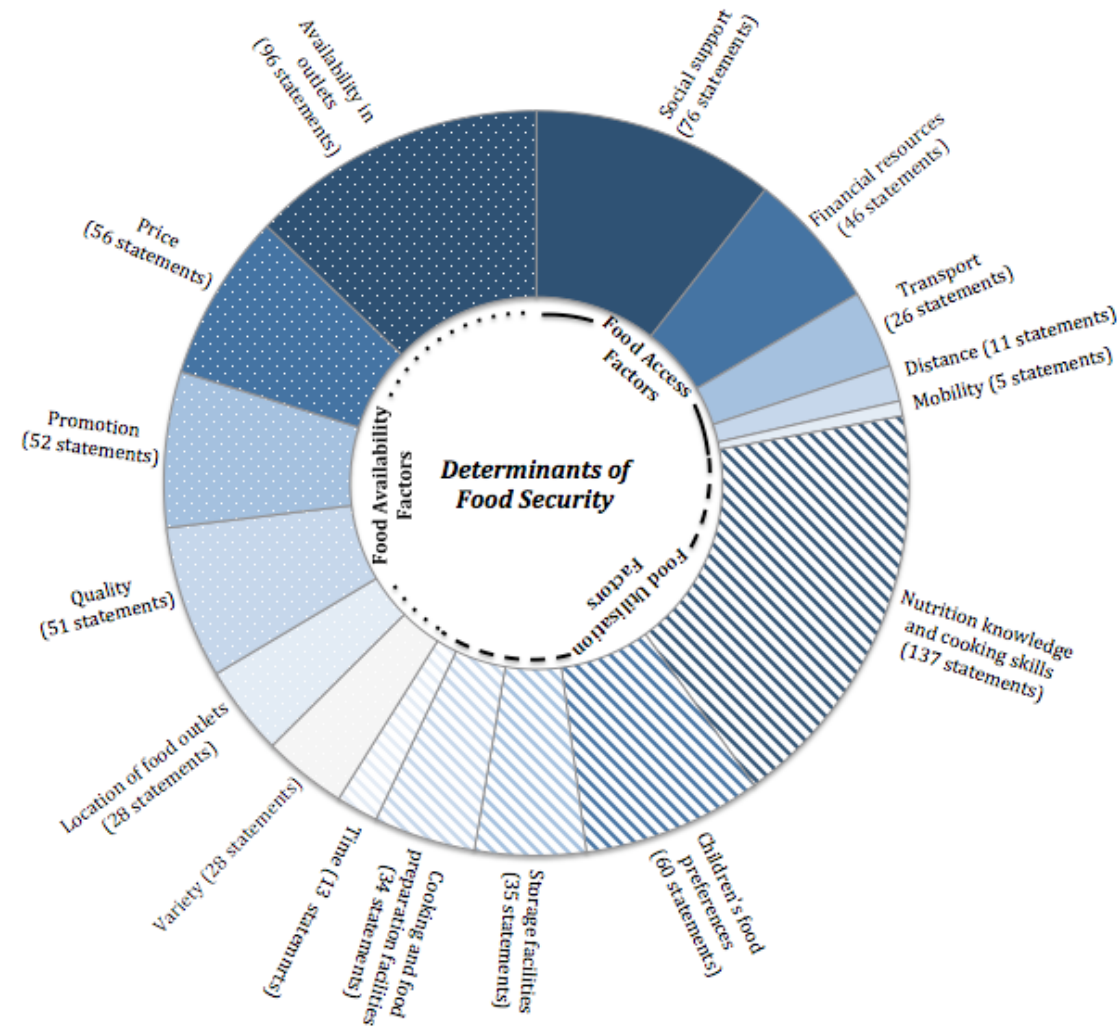 Determinants of
Food Security
Food Access
Factors
Social support
(76 statements)
Financial resources
(46 statements)
Transport
(26 statements)
Distance (11 statements)
Mobility (5 statements)
Food Utilisation
Factors
Nutrition knowledge
and cooking skills
(137 statements)
Children's food
preferences
(60 statements)
Storage facilities
(35 statements)
Cooking and food
preparation facilities
(34 statements)
Time (13 statemnrts)
Food Availability
Factors
Variety (28 statements)
Location of food outlets
(28 statements)
Quality
(51 statements)
Promotion
(52 statements)
Price
(56 statements)
Availability in
outlets
(96 statements)